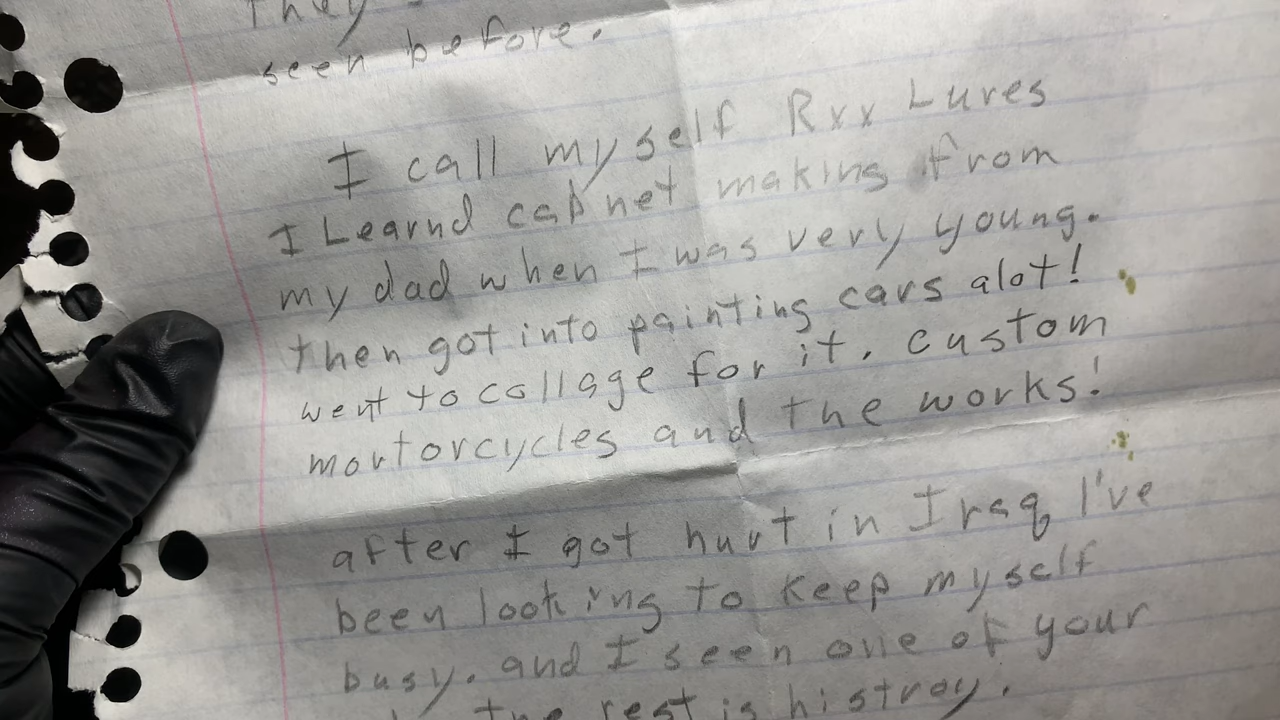 They
seen before.
I call myself Rxx Lures
I Learnd cabnet making from
my dad when I was very young.
then got into painting cars alot!
went to collage for it. custom
mortorcycles and the works!
after I got hurt in Iraq I've
been looking to keep myself
busy. and I seen one of your
the rest is histroy.